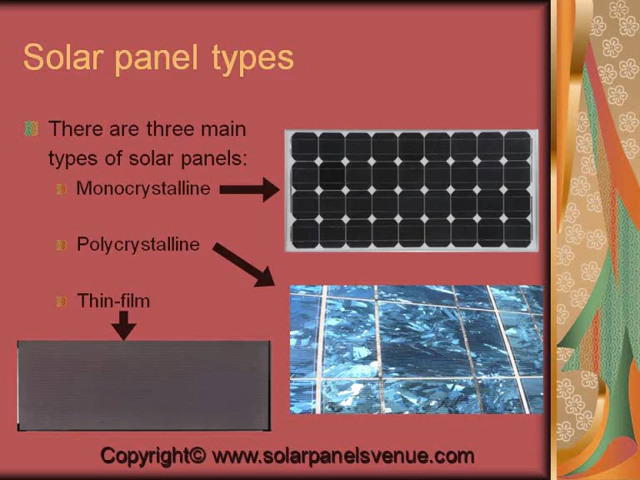 Solar panel types
There are three main
types of solar panels:
Monocrystalline
Polycrystalline
Thin-film
Copyright© www.solarpanelsvenue.com